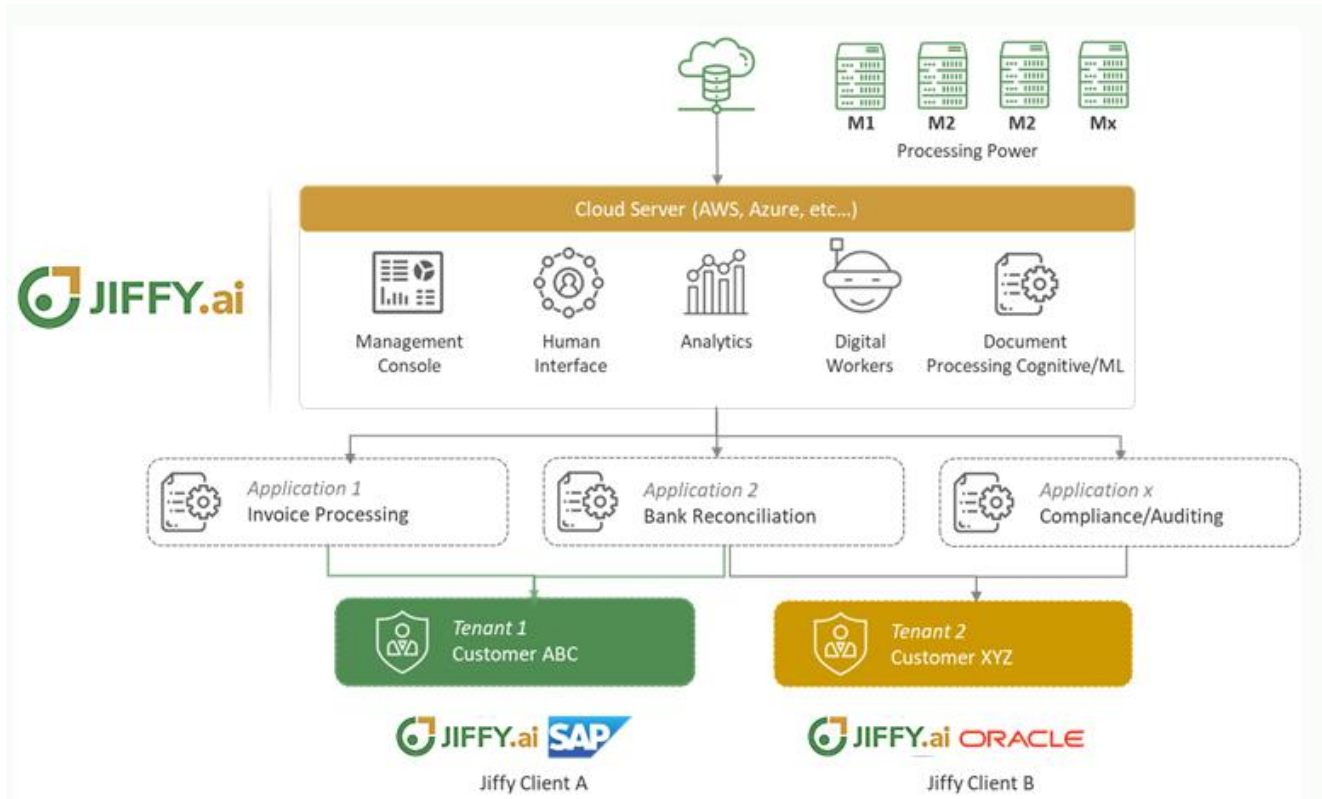 M1 M2 M2 Mx
Processing Power
Cloud Server (AWS, Azure, etc...)
JIFFY.ai
Management
Console
Human
Interface
Analytics
Digital
Workers
Document
Processing Cognitive/ML
Application 1
Invoice Processing
Application 2
Bank Reconciliation
Application x
Compliance/Auditing
Tenant 1
Customer ABC
Tenant 2
Customer XYZ
JIFFY.ai SAP
Jiffy Client A
JIFFY.ai ORACLE
Jiffy Client B